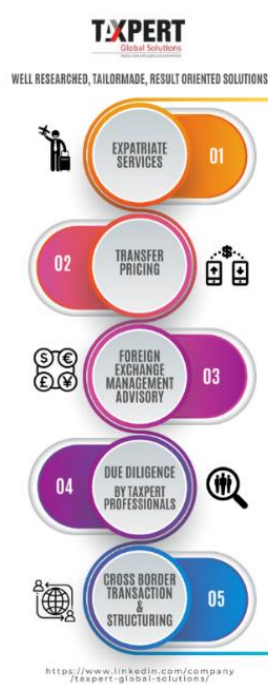 TAXPERT
Global Solutions
WELL RESEARCHED, TAILORMADE, RESULT ORIENTED SOLUTIONS
EXPATRIATE
SERVICES
01
02
TRANSFER
PRICING
$
FOREIGN
EXCHANGE
MANAGEMENT
ADVISORY
03
$ €
£ ¥
04
DUE DILIGENCE
BY TAXPERT
PROFESSIONALS
CROSS BORDER
TRANSACTION
&
STRUCTURING
05
https://www.linkedin.com/company
/taxpert-global-solutions/